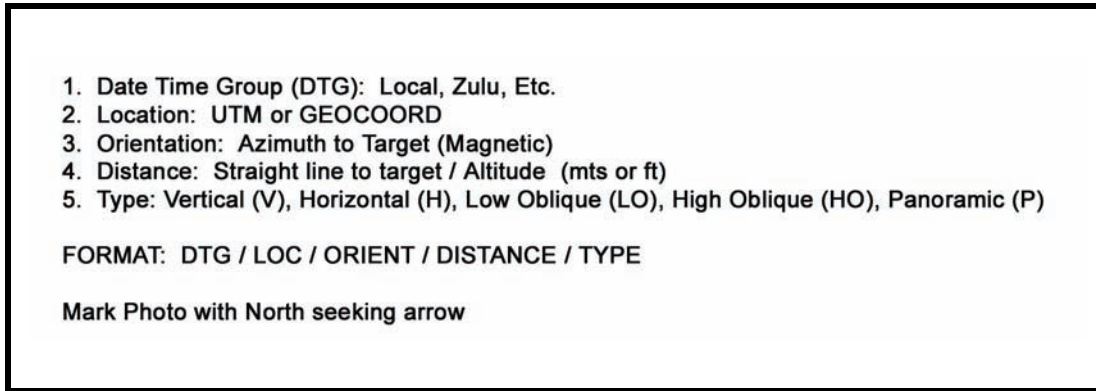 1. Date Time Group (DTG): Local, Zulu, Etc.
2. Location: UTM or GEOCOORD
3. Orientation: Azimuth to Target (Magnetic)
4. Distance: Straight line to target / Altitude (mts or ft)
5. Type: Vertical (V), Horizontal (H), Low Oblique (LO), High Oblique (HO), Panoramic (P)
FORMAT: DTG / LOC / ORIENT / DISTANCE / TYPE
Mark Photo with North seeking arrow